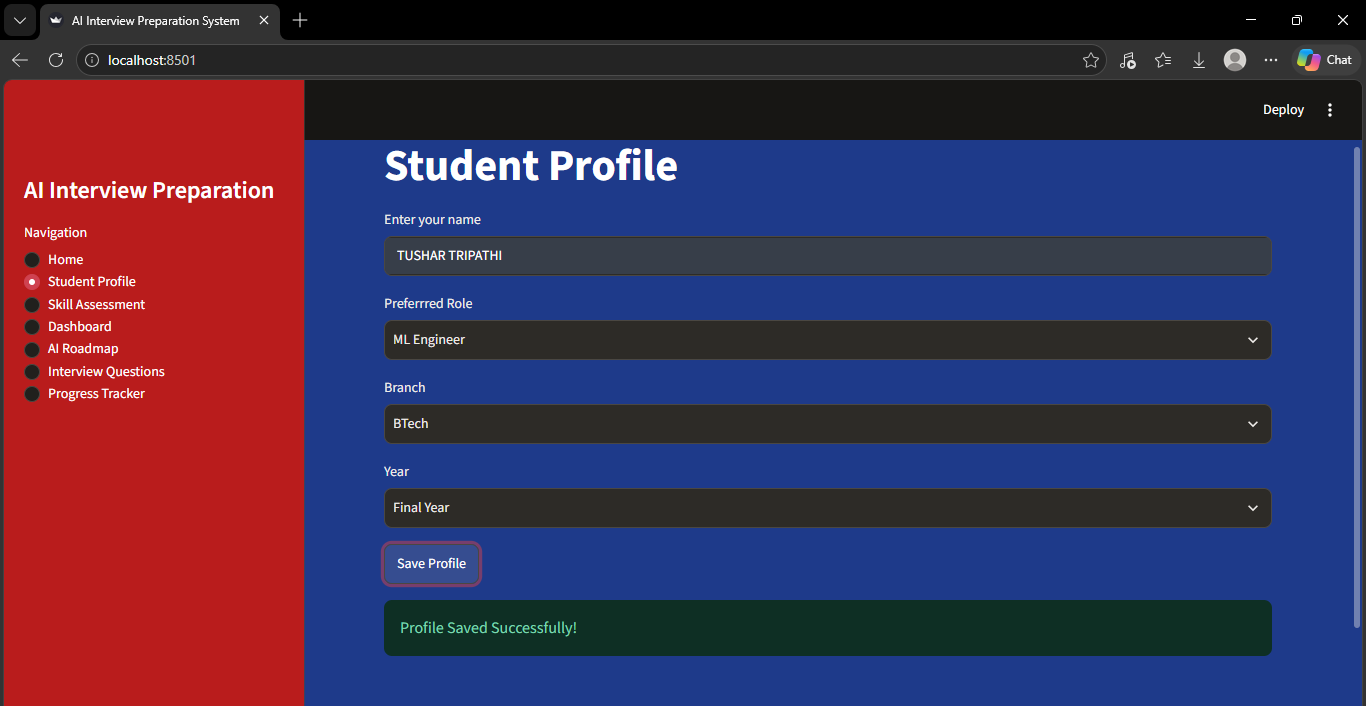 AI Interview Preparation System
localhost:8501
Chat
Deploy
AI Interview Preparation
Navigation
Home
Student Profile
Skill Assessment
Dashboard
AI Roadmap
Interview Questions
Progress Tracker
Student Profile
Enter your name
TUSHAR TRIPATHI
Preferrred Role
ML Engineer
Branch
BTech
Year
Final Year
Save Profile
Profile Saved Successfully!